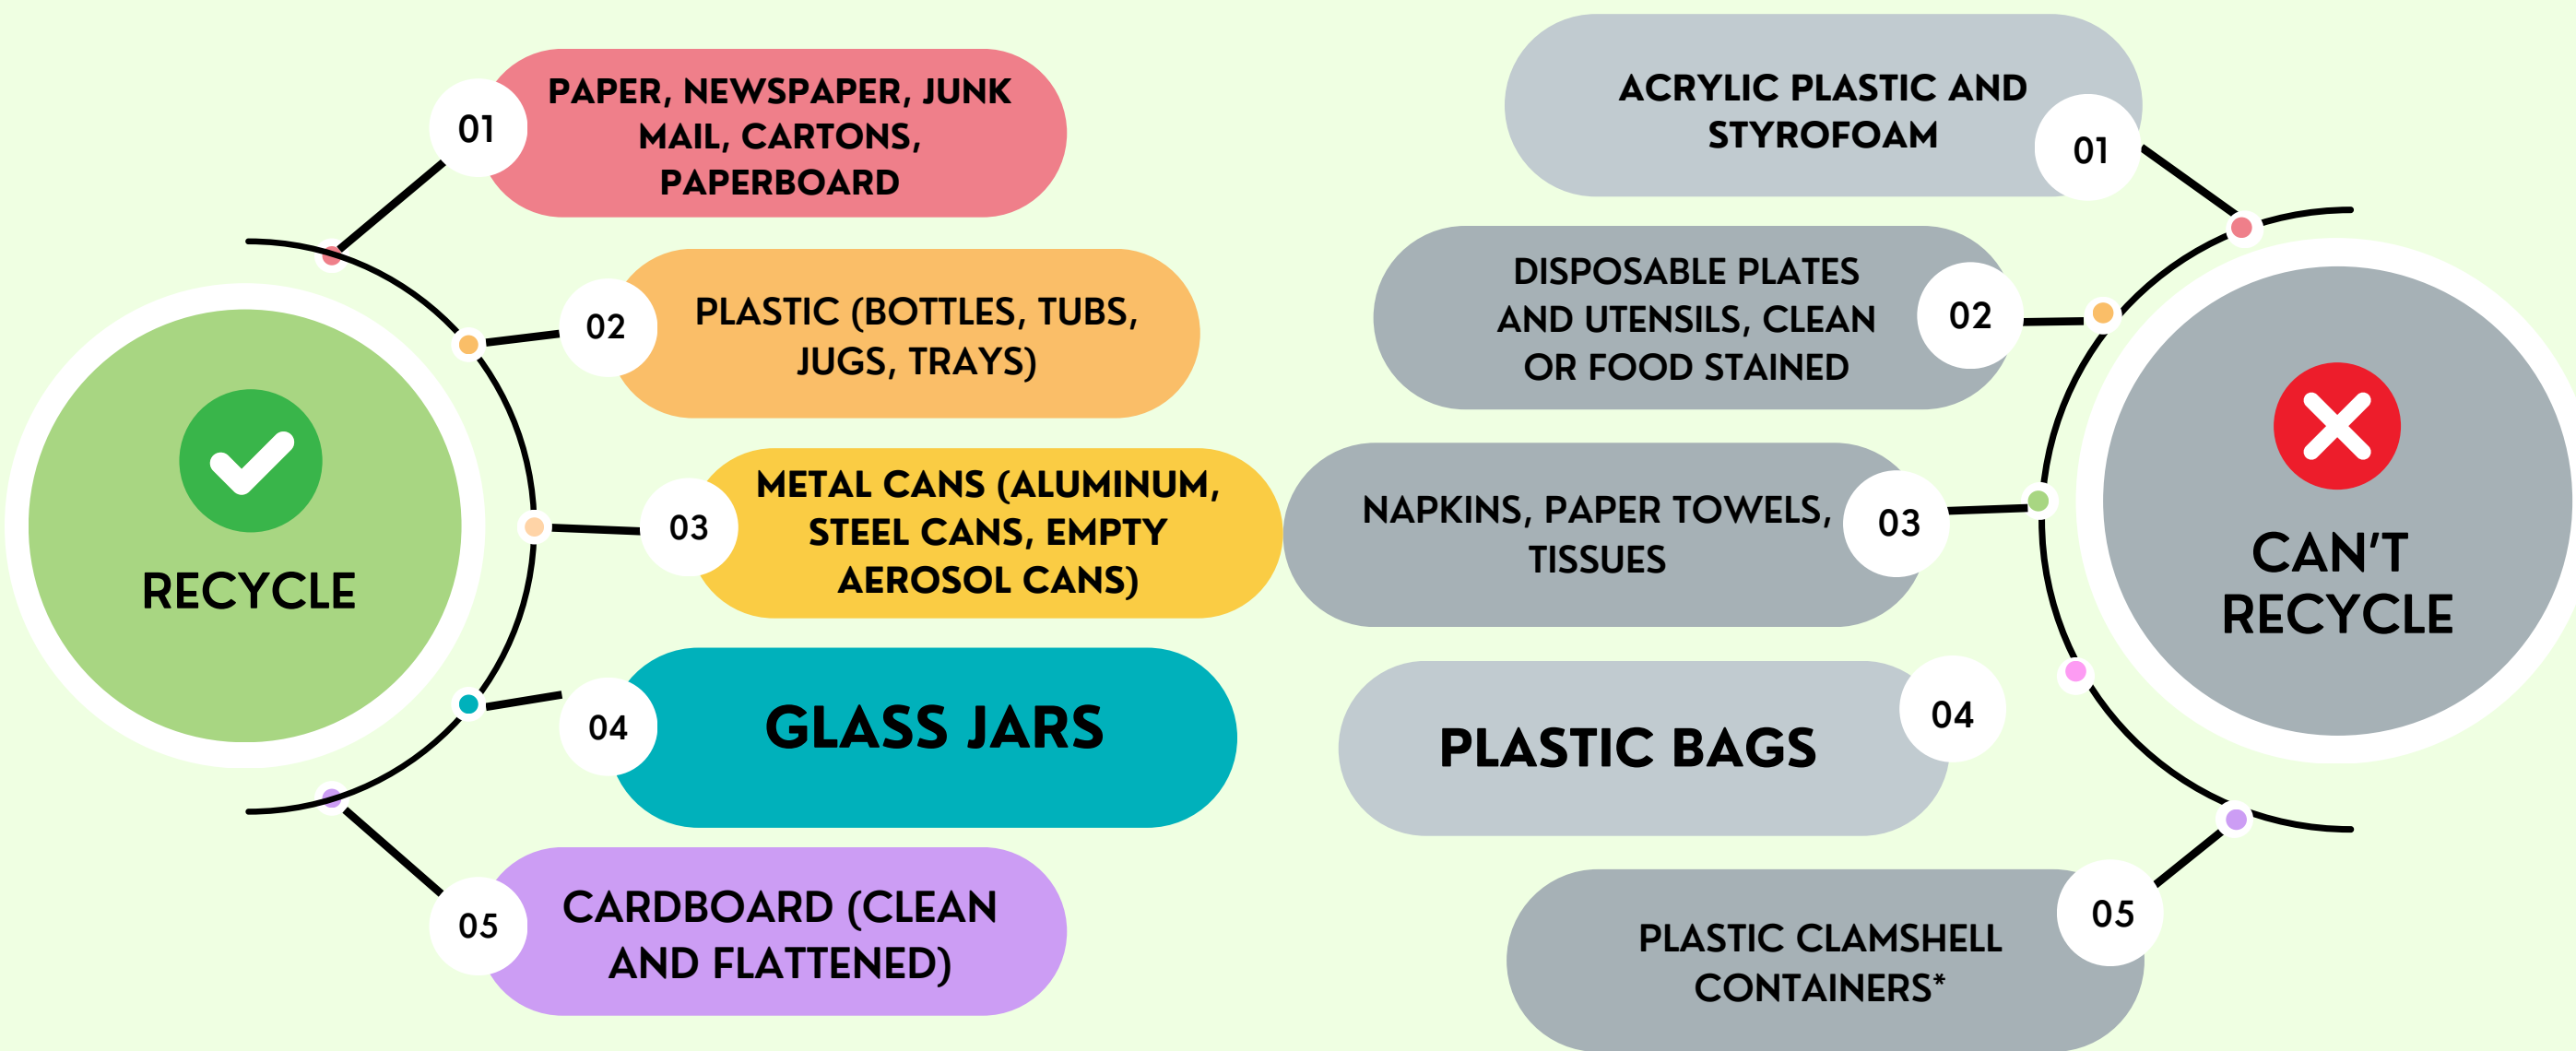 RECYCLE
01
PAPER, NEWSPAPER, JUNK
MAIL, CARTONS,
PAPERBOARD
02
PLASTIC (BOTTLES, TUBS,
JUGS, TRAYS)
03
METAL CANS (ALUMINUM,
STEEL CANS, EMPTY
AEROSOL CANS)
04
GLASS JARS
05
CARDBOARD (CLEAN
AND FLATTENED)
CAN'T
RECYCLE
01
ACRYLIC PLASTIC AND
STYROFOAM
02
DISPOSABLE PLATES
AND UTENSILS, CLEAN
OR FOOD STAINED
03
NAPKINS, PAPER TOWELS,
TISSUES
04
PLASTIC BAGS
05
PLASTIC CLAMSHELL
CONTAINERS*